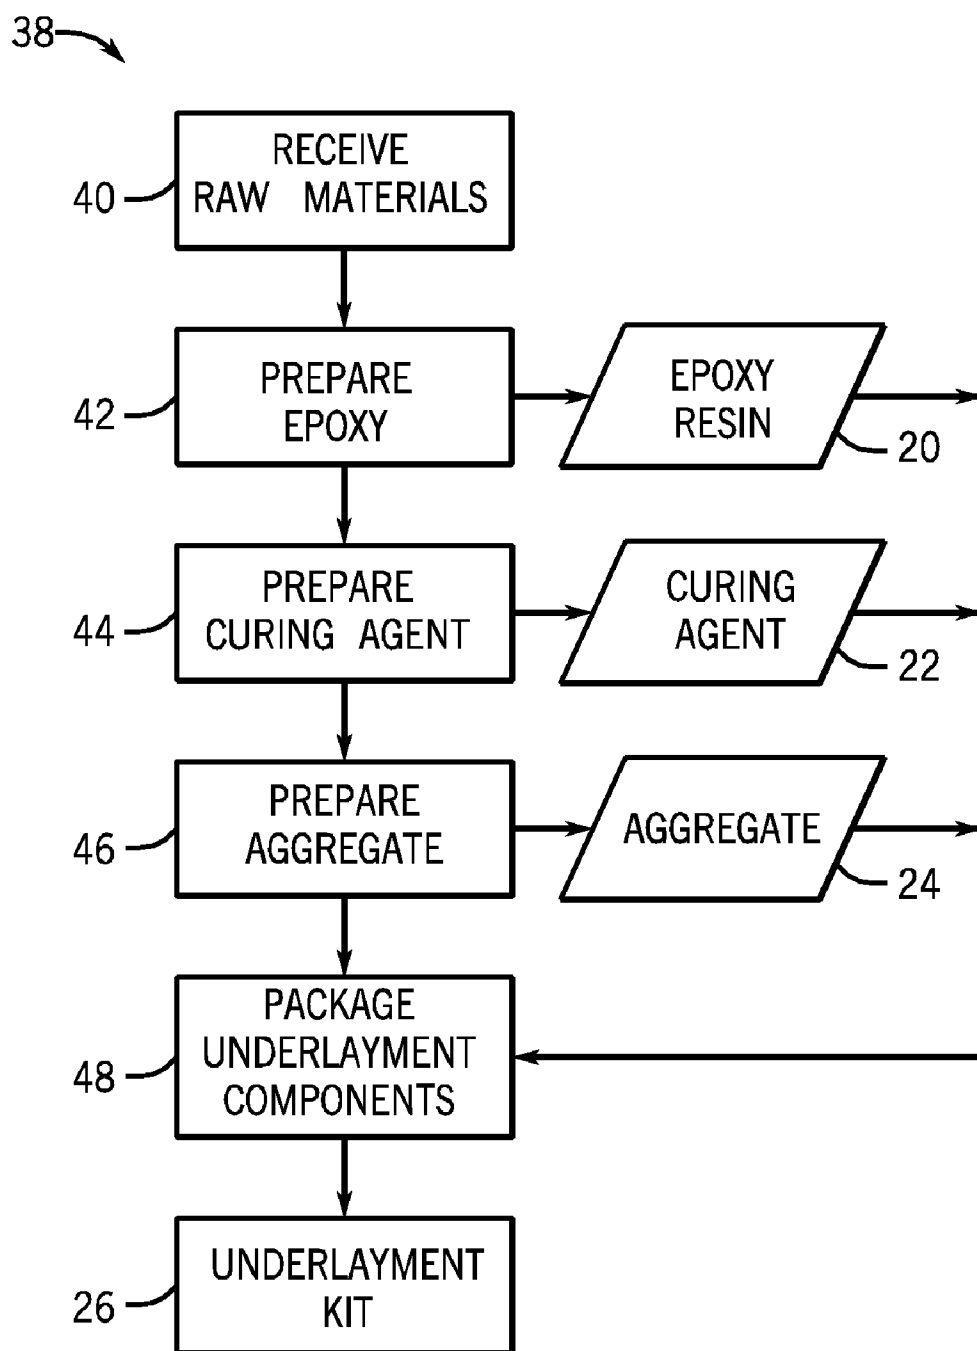 38
RECEIVE
RAW MATERIALS
40
PREPARE
EPOXY
42
EPOXY
RESIN
20
PREPARE
CURING AGENT
44
CURING
AGENT
22
PREPARE
AGGREGATE
46
AGGREGATE
24
PACKAGE
UNDERLAYMENT
COMPONENTS
48
UNDERLAYMENT
KIT
26